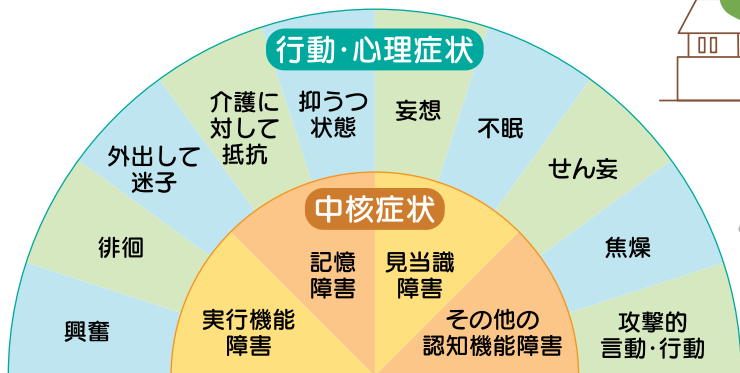 行動・心理症状
興奮
徘徊
外出して
迷子
介護に
対して
抵抗
抑うつ
状態
妄想
不眠
せん妄
焦燥
攻撃的
言動・行動
中核症状
実行機能
障害
記憶
障害
見当識
障害
その他の
認知機能障害